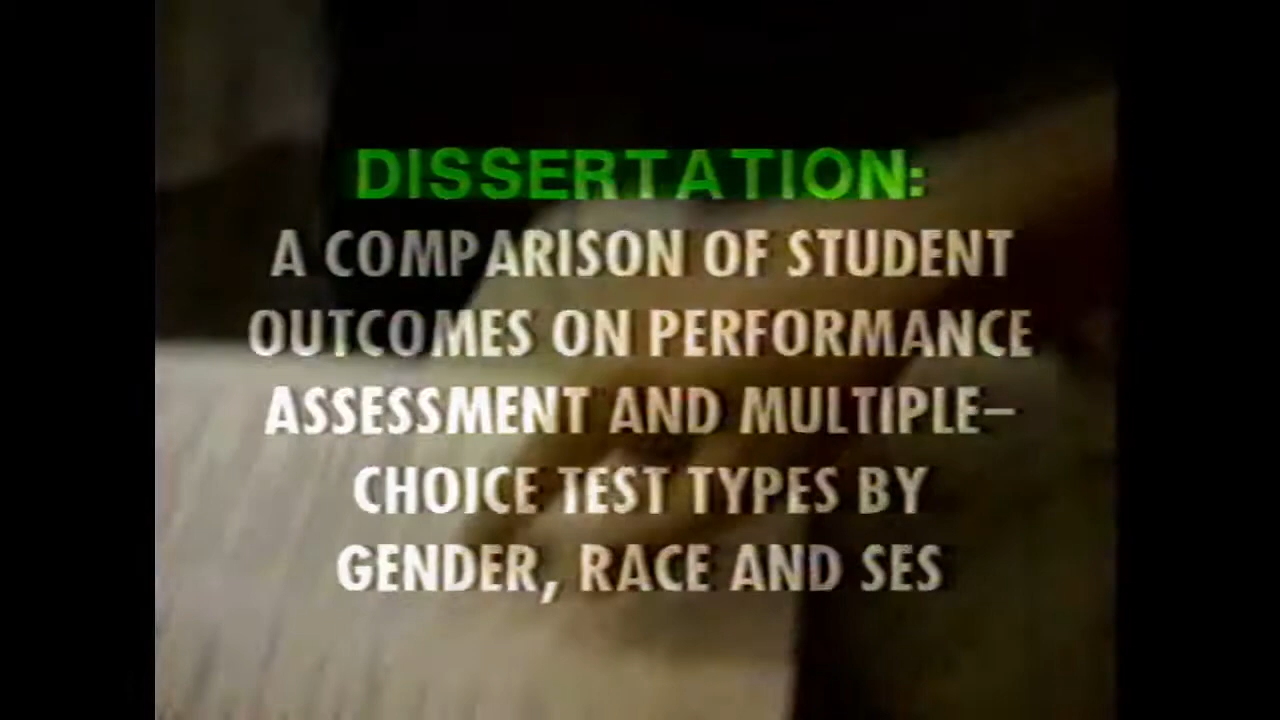 DISSERTATION:
A COMPARISON OF STUDENT
OUTCOMES ON PERFORMANCE
ASSESSMENT AND MULTIPLE–
CHOICE TEST TYPES BY
GENDER, RACE AND SES